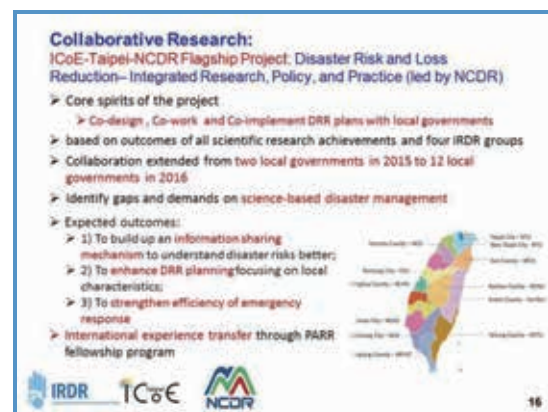 Collaborative Research:
ICoE-Taipei-NCDR Flagship Project: Disaster Risk and Loss
Reduction– Integrated Research, Policy, and Practice (led by NCDR)
➤ Core spirits of the project
➤ Co-design , Co-work and Co-implement DRR plans with local governments
➤ based on outcomes of all scientific research achievements and four IRDR groups
➤ Collaboration extended from two local governments in 2015 to 12 local
governments in 2016
➤ Identify gaps and demands on science-based disaster management
➤ Expected outcomes:
➤ 1) To build up an information sharing
mechanism to understand disaster risks better;
➤ 2) To enhance DRR planning focusing on local
characteristics;
➤ 3) To strengthen efficiency of emergency
response
➤ International experience transfer through PARR
fellowship program
IRDR
ICoE
NCDR
16